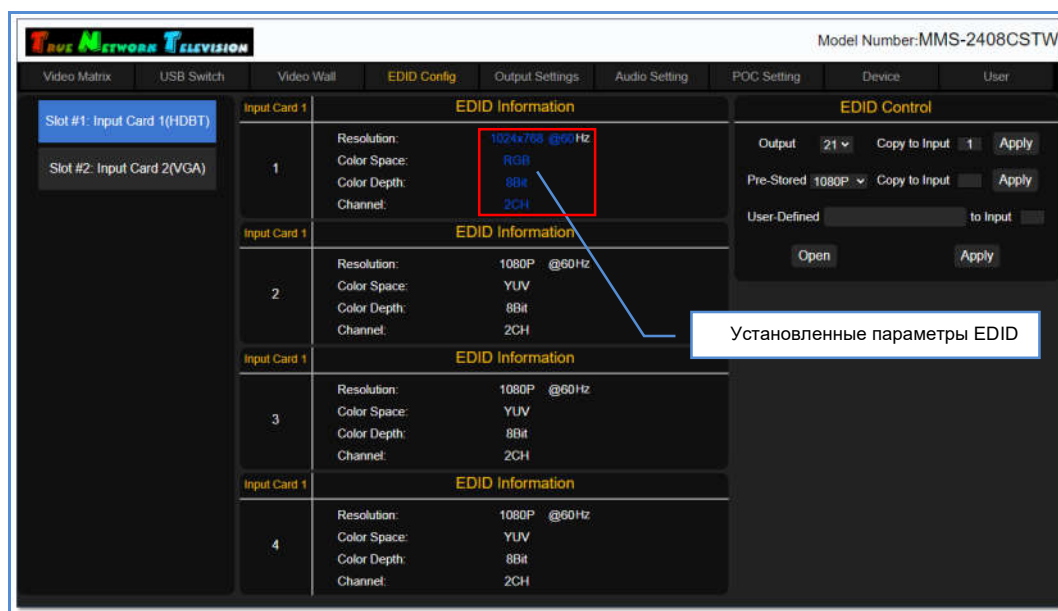 TRUE NETWORK TELEVISION
Model Number:MMS-2408CSTW
Video Matrix USB Switch Video Wall EDID Config Output Settings Audio Setting POC Setting Device User
Slot #1: Input Card 1(HDBT)
Slot #2: Input Card 2(VGA)
Input Card 1 EDID Information
1
Resolution: 1024x768 @60 Hz
Color Space: RGB
Color Depth: 8Bit
Channel: 2CH
Input Card 1 EDID Information
2
Resolution: 1080P @60Hz
Color Space: YUV
Color Depth: 8Bit
Channel: 2CH
Input Card 1 EDID Information
3
Resolution: 1080P @60Hz
Color Space: YUV
Color Depth: 8Bit
Channel: 2CH
Input Card 1 EDID Information
4
Resolution: 1080P @60Hz
Color Space: YUV
Color Depth: 8Bit
Channel: 2CH
EDID Control
Output 21 Copy to Input 1 Apply
Pre-Stored 1080P Copy to Input Apply
User-Defined to Input
Open Apply
Установленные параметры EDID